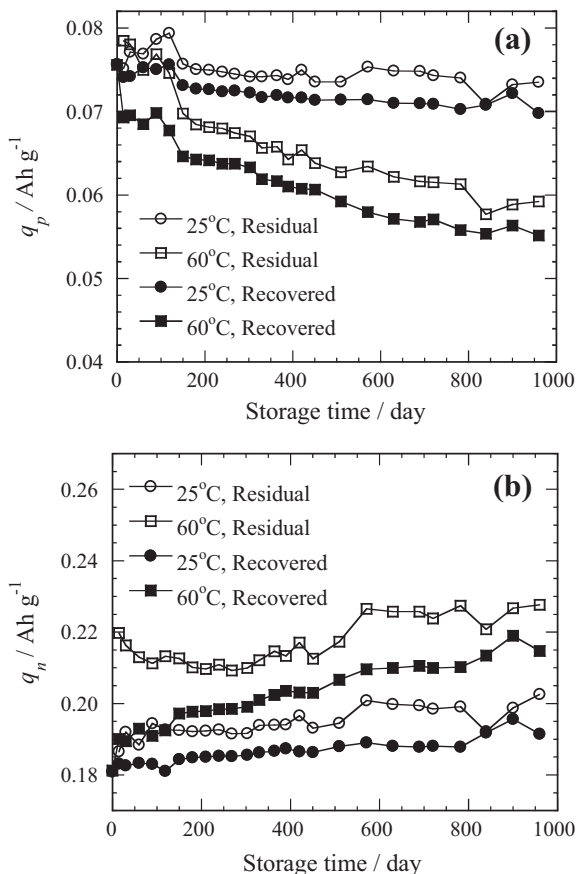 (a)
0.08
0.07
0.06
0.05
0.04
q_p / Ah g⁻¹
25°C, Residual
60°C, Residual
25°C, Recovered
60°C, Recovered
0 200 400 600 800 1000
Storage time / day
(b)
0.26
0.24
0.22
0.20
0.18
q_n / Ah g⁻¹
25°C, Residual
60°C, Residual
25°C, Recovered
60°C, Recovered
0 200 400 600 800 1000
Storage time / day